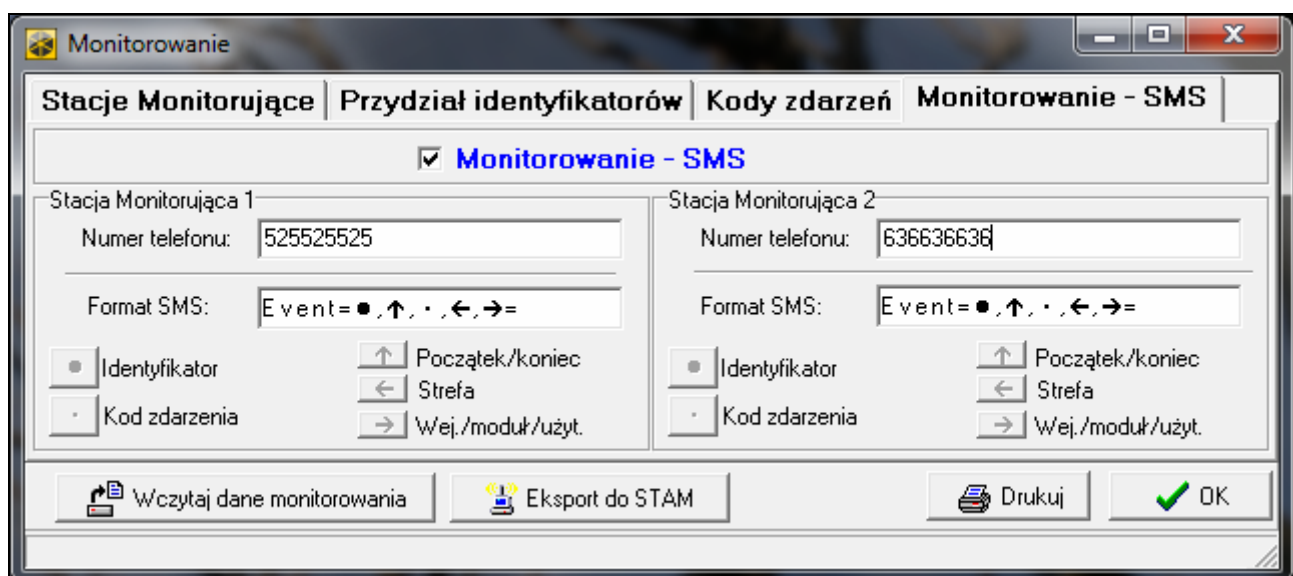 Monitorowanie
Stacje Monitorujące Przydział identyfikatorów Kody zdarzeń Monitorowanie - SMS
Monitorowanie - SMS
Stacja Monitorująca 1
Numer telefonu: 525525525
Format SMS: Event=●,↑,·,←,→=
● Identyfikator
↑ Początek/koniec
← Strefa
· Kod zdarzenia
→ Wej./moduł/użyt.
Stacja Monitorująca 2
Numer telefonu: 636636636
Format SMS: Event=●,↑,·,←,→=
● Identyfikator
↑ Początek/koniec
← Strefa
· Kod zdarzenia
→ Wej./moduł/użyt.
Wczytaj dane monitorowania Eksport do STAM Drukuj OK